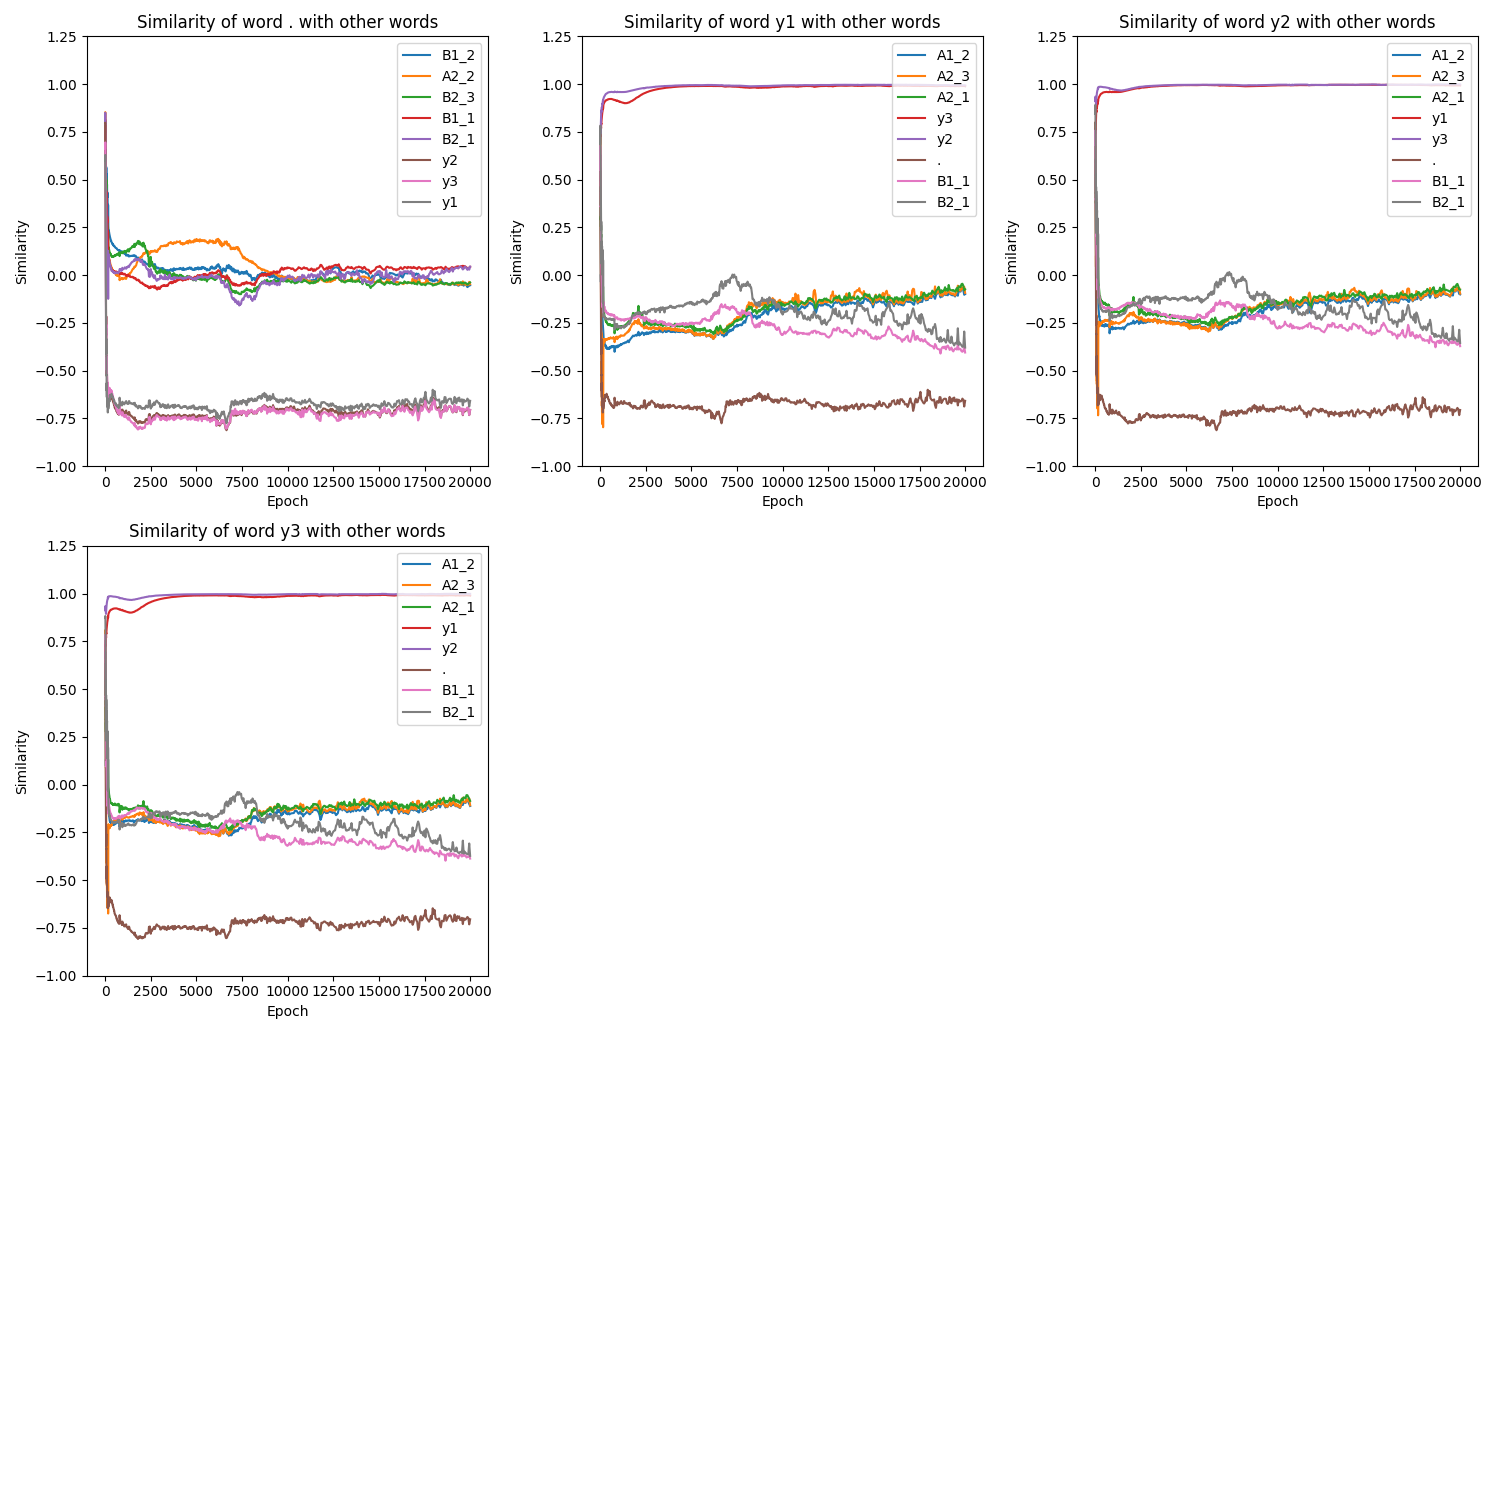 Similarity of word . with other words
1.25
1.00
0.75
0.50
0.25
0.00
−0.25
−0.50
−0.75
−1.00
Similarity
0 2500 5000 7500 10000 12500 15000 17500 20000
Epoch
B1_2
A2_2
B2_3
B1_1
B2_1
y2
y3
y1
Similarity of word y1 with other words
1.25
1.00
0.75
0.50
0.25
0.00
−0.25
−0.50
−0.75
−1.00
Similarity
0 2500 5000 7500 10000 12500 15000 17500 20000
Epoch
A1_2
A2_3
A2_1
y3
y2
.
B1_1
B2_1
Similarity of word y2 with other words
1.25
1.00
0.75
0.50
0.25
0.00
−0.25
−0.50
−0.75
−1.00
Similarity
0 2500 5000 7500 10000 12500 15000 17500 20000
Epoch
A1_2
A2_3
A2_1
y1
y3
.
B1_1
B2_1
Similarity of word y3 with other words
1.25
1.00
0.75
0.50
0.25
0.00
−0.25
−0.50
−0.75
−1.00
Similarity
0 2500 5000 7500 10000 12500 15000 17500 20000
Epoch
A1_2
A2_3
A2_1
y1
y2
.
B1_1
B2_1